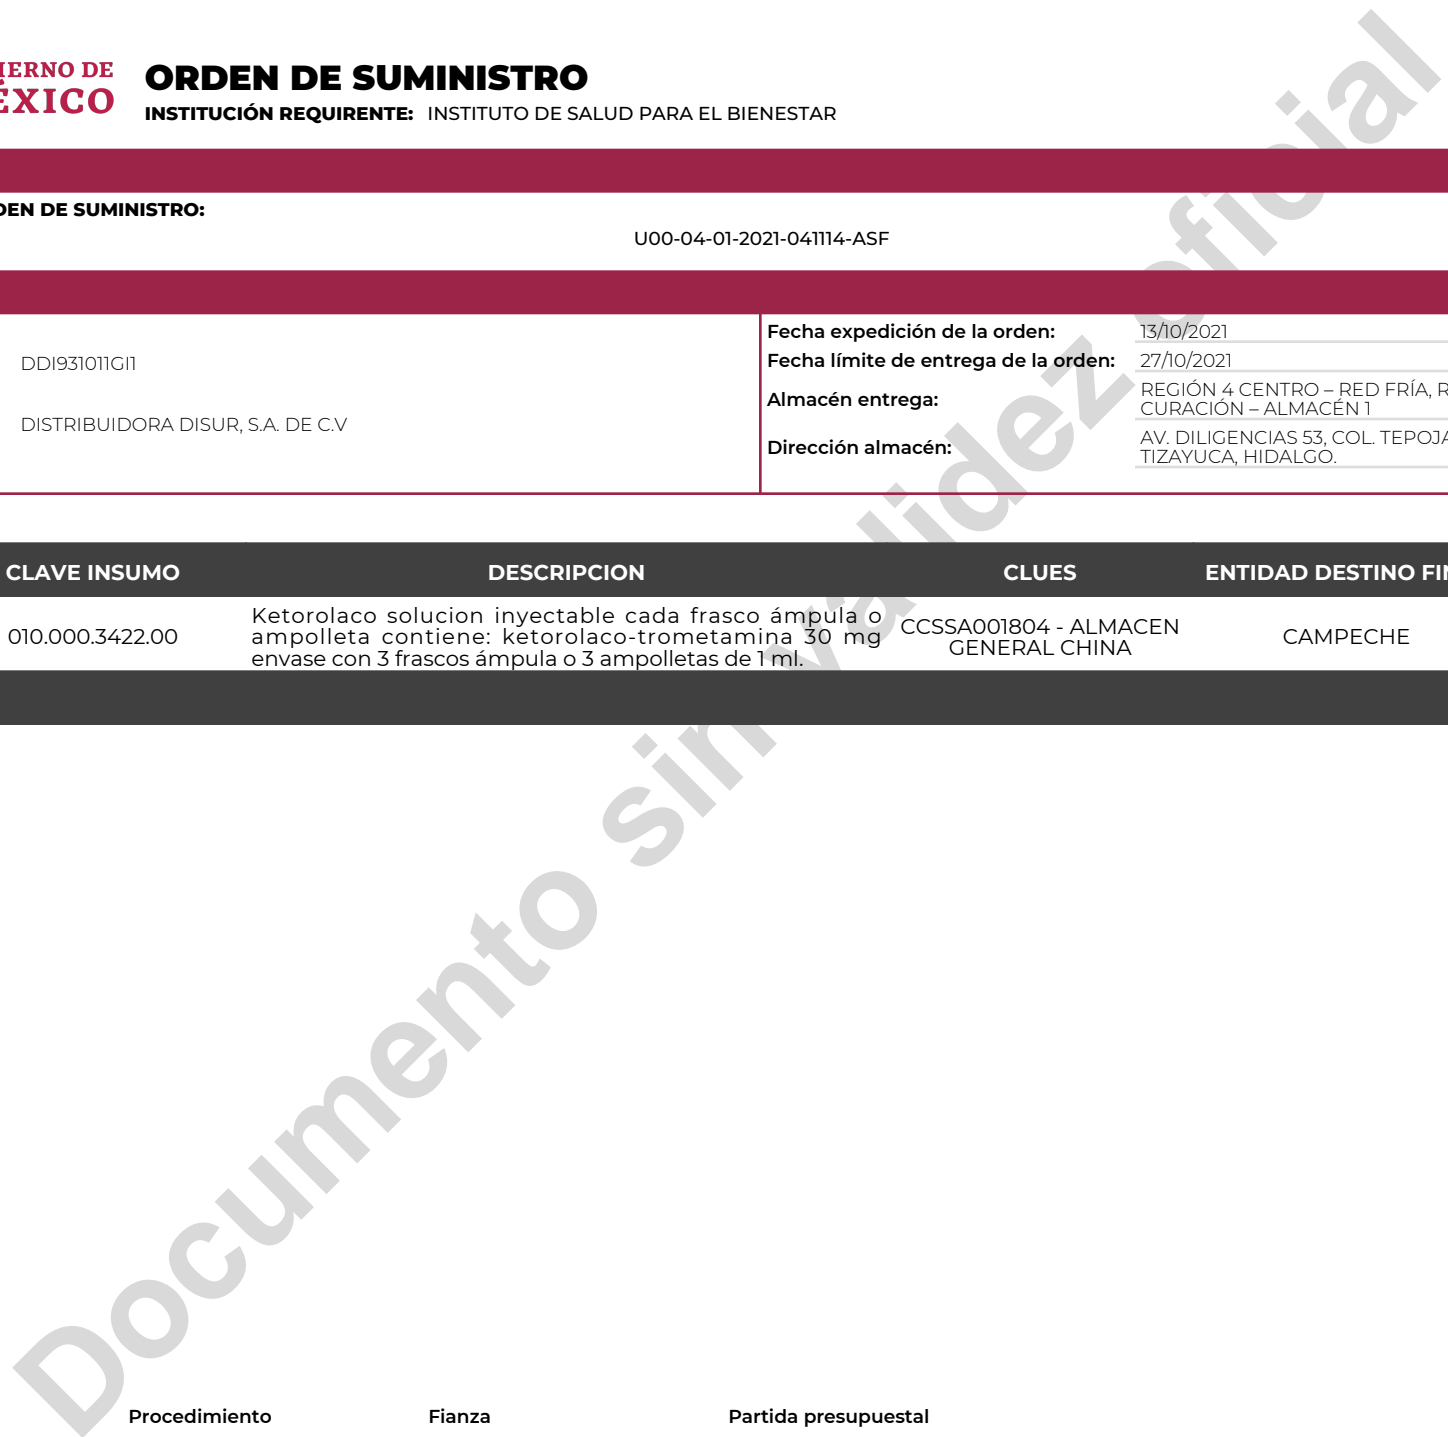 IERNO DE
ÉXICO
ORDEN DE SUMINISTRO
INSTITUCIÓN REQUIRENTE: INSTITUTO DE SALUD PARA EL BIENESTAR
DEN DE SUMINISTRO:
U00-04-01-2021-041114-ASF
DDI931011GI1
DISTRIBUIDORA DISUR, S.A. DE C.V
Fecha expedición de la orden: 13/10/2021
Fecha límite de entrega de la orden: 27/10/2021
Almacén entrega: REGIÓN 4 CENTRO – RED FRÍA, R
CURACIÓN – ALMACÉN 1
Dirección almacén: AV. DILIGENCIAS 53, COL. TEPOJA
TIZAYUCA, HIDALGO.
CLAVE INSUMO DESCRIPCION CLUES ENTIDAD DESTINO FIN
010.000.3422.00
Ketorolaco solucion inyectable cada frasco ámpula o
ampolleta contiene: ketorolaco-trometamina 30 mg
envase con 3 frascos ámpula o 3 ampolletas de 1 ml.
CCSSA001804 - ALMACEN
GENERAL CHINA
CAMPECHE
Documento sin validez oficial
Procedimiento Fianza Partida presupuestal